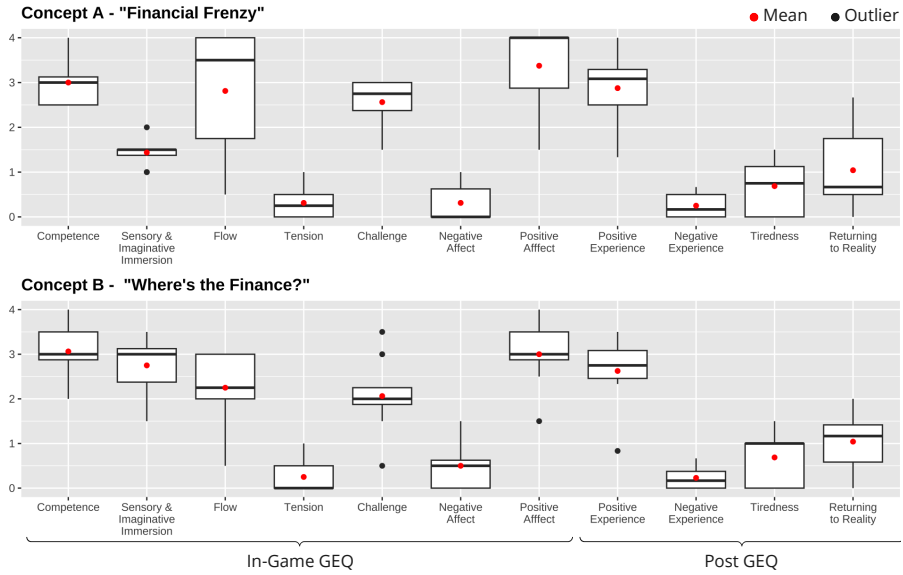 Concept A - "Financial Frenzy"
Mean Outlier
4
3
2
1
0
Competence
Sensory &
Imaginative
Immersion
Flow
Tension
Challenge
Negative
Affect
Positive
Afffect
Positive
Experience
Negative
Experience
Tiredness
Returning
to Reality
Concept B - "Where's the Finance?"
4
3
2
1
0
Competence
Sensory &
Imaginative
Immersion
Flow
Tension
Challenge
Negative
Affect
Positive
Afffect
Positive
Experience
Negative
Experience
Tiredness
Returning
to Reality
In-Game GEQ
Post GEQ